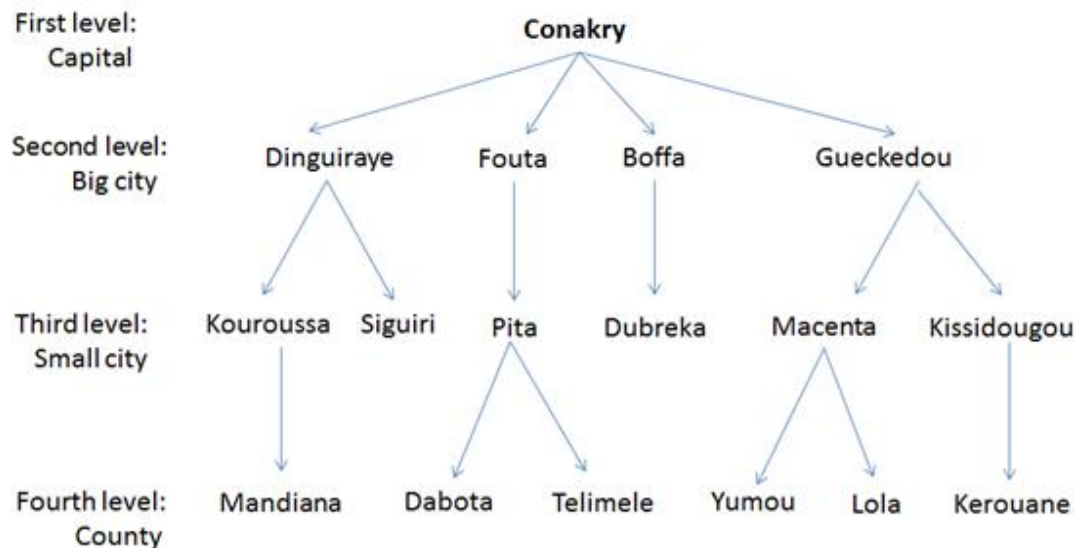 First level:
Capital
Conakry
Second level:
Big city
Dinguiraye Fouta Boffa Gueckedou
Third level:
Small city
Kouroussa Siguiri Pita Dubreka Macenta Kissidougou
Fourth level:
County
Mandiana Dabota Telimele Yumou Lola Kerouane